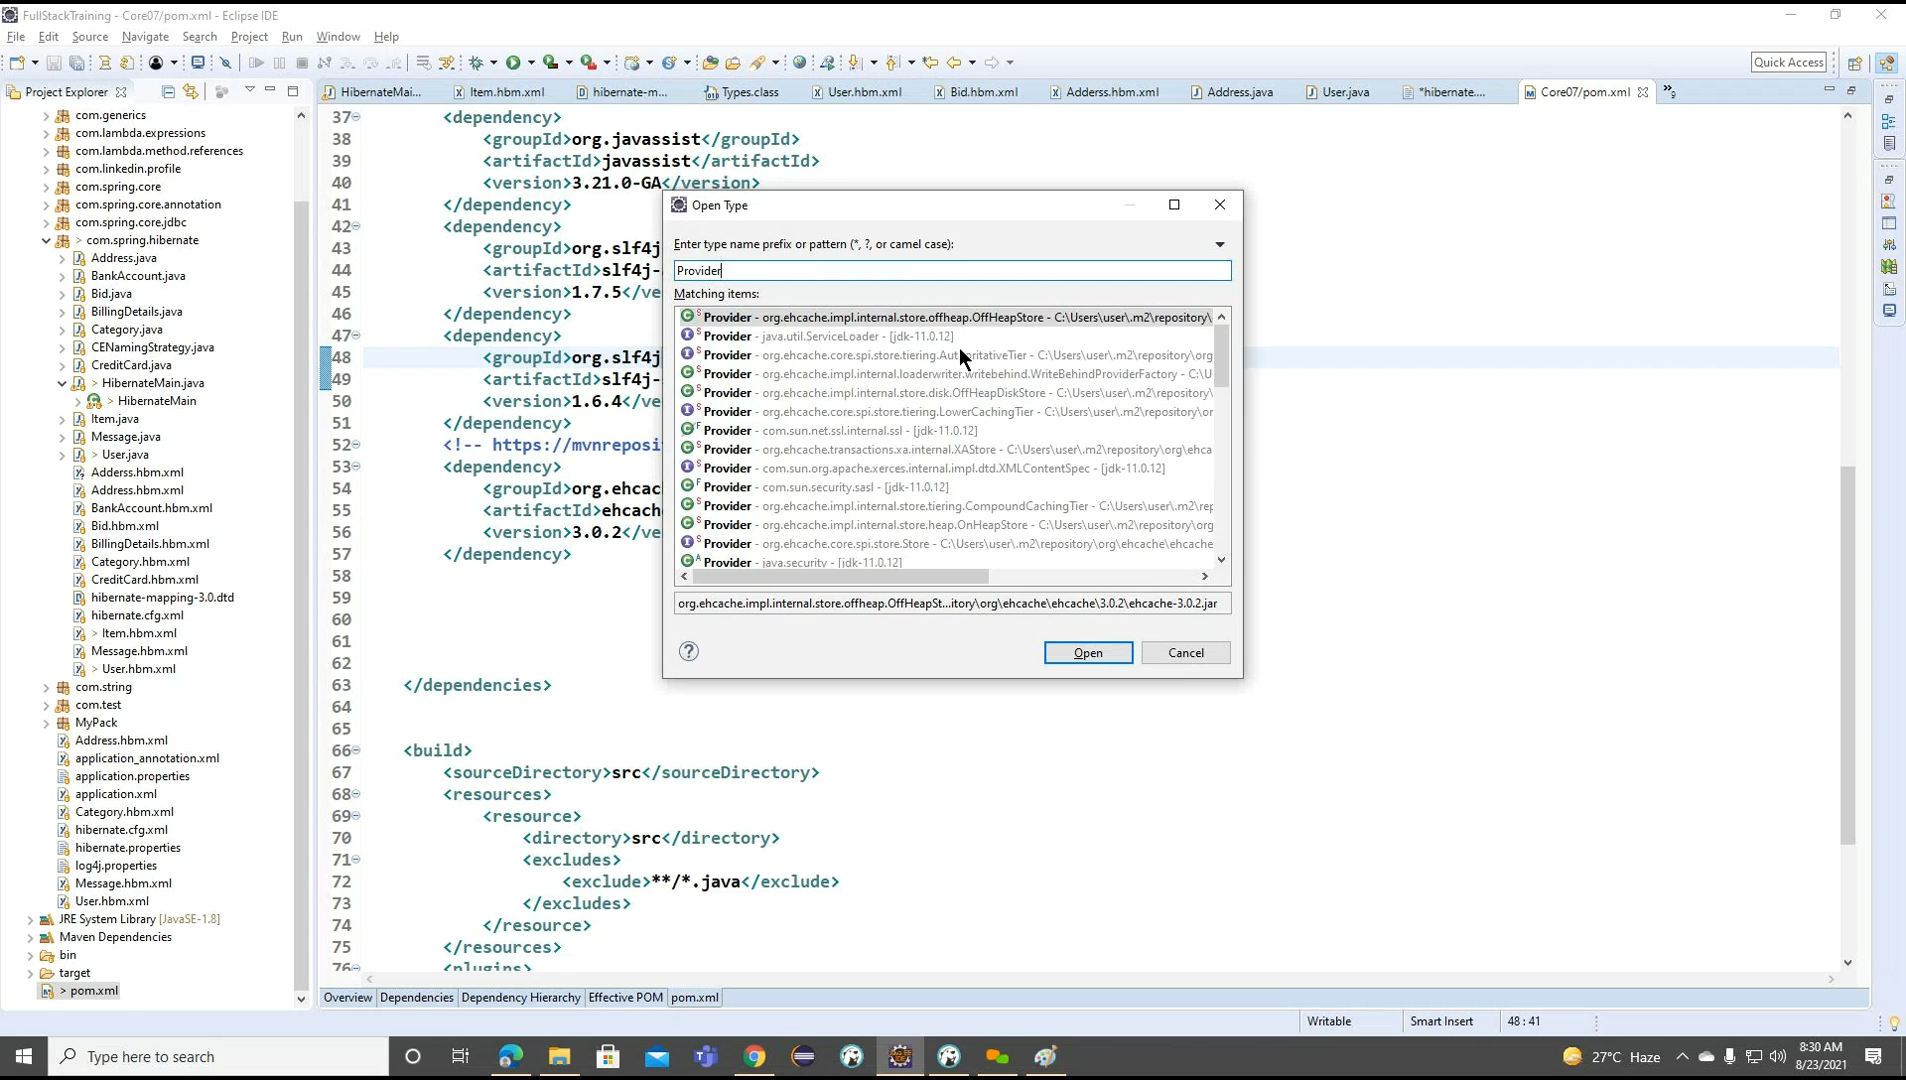 FullStackTraining - Core07/pom.xml - Eclipse IDE
File Edit Source Navigate Search Project Run Window Help
Quick Access
Project Explorer
com.generics
com.lambda.expressions
com.lambda.method.references
com.linkedin.profile
com.spring.core
com.spring.core.annotation
com.spring.core.jdbc
> com.spring.hibernate
Address.java
BankAccount.java
Bid.java
BillingDetails.java
Category.java
CENamingStrategy.java
CreditCard.java
> HibernateMain.java
> HibernateMain
Item.java
Message.java
> User.java
Adderss.hbm.xml
Address.hbm.xml
BankAccount.hbm.xml
Bid.hbm.xml
BillingDetails.hbm.xml
Category.hbm.xml
CreditCard.hbm.xml
hibernate-mapping-3.0.dtd
hibernate.cfg.xml
> Item.hbm.xml
Message.hbm.xml
> User.hbm.xml
com.string
com.test
MyPack
Address.hbm.xml
application_annotation.xml
application.properties
application.xml
Category.hbm.xml
hibernate.cfg.xml
hibernate.properties
log4j.properties
Message.hbm.xml
User.hbm.xml
JRE System Library [JavaSE-1.8]
Maven Dependencies
bin
target
> pom.xml
HibernateMai... Item.hbm.xml hibernate-m... Types.class User.hbm.xml Bid.hbm.xml Adderss.hbm.xml Address.java User.java *hibernate.... Core07/pom.xml »9
37 <dependency>
38 <groupId>org.javassist</groupId>
39 <artifactId>javassist</artifactId>
40 <version>3.21.0-GA</version>
41 </dependency>
42 <dependency>
43 <groupId>org.slf4j
44 <artifactId>slf4j-
45 <version>1.7.5</ve
46 </dependency>
47 <dependency>
48 <groupId>org.slf4j
49 <artifactId>slf4j-
50 <version>1.6.4</ve
51 </dependency>
52 <!-- https://mvnreposi
53 <dependency>
54 <groupId>org.ehcac
55 <artifactId>ehcach
56 <version>3.0.2</ve
57 </dependency>
58
59
60
61
62
63 </dependencies>
64
65
66 <build>
67 <sourceDirectory>src</sourceDirectory>
68 <resources>
69 <resource>
70 <directory>src</directory>
71 <excludes>
72 <exclude>**/*.java</exclude>
73 </excludes>
74 </resource>
75 </resources>
76 <plugins>
Open Type
Enter type name prefix or pattern (*, ?, or camel case):
Provider
Matching items:
Provider - org.ehcache.impl.internal.store.offheap.OffHeapStore - C:\Users\user\.m2\repository\
Provider - java.util.ServiceLoader - [jdk-11.0.12]
Provider - org.ehcache.core.spi.store.tiering.AuthoritativeTier - C:\Users\user\.m2\repository\org
Provider - org.ehcache.impl.internal.loaderwriter.writebehind.WriteBehindProviderFactory - C:\U
Provider - org.ehcache.impl.internal.store.disk.OffHeapDiskStore - C:\Users\user\.m2\repository\
Provider - org.ehcache.core.spi.store.tiering.LowerCachingTier - C:\Users\user\.m2\repository\or
Provider - com.sun.net.ssl.internal.ssl - [jdk-11.0.12]
Provider - org.ehcache.transactions.xa.internal.XAStore - C:\Users\user\.m2\repository\org\ehca
Provider - com.sun.org.apache.xerces.internal.impl.dtd.XMLContentSpec - [jdk-11.0.12]
Provider - com.sun.security.sasl - [jdk-11.0.12]
Provider - org.ehcache.impl.internal.store.tiering.CompoundCachingTier - C:\Users\user\.m2\rep
Provider - org.ehcache.impl.internal.store.heap.OnHeapStore - C:\Users\user\.m2\repository\org
Provider - org.ehcache.core.spi.store.Store - C:\Users\user\.m2\repository\org\ehcache\ehcache
Provider - java.security - [jdk-11.0.12]
org.ehcache.impl.internal.store.offheap.OffHeapSt...itory\org\ehcache\ehcache\3.0.2\ehcache-3.0.2.jar
? Open Cancel
Overview Dependencies Dependency Hierarchy Effective POM pom.xml
Writable Smart Insert 48 : 41
Type here to search
27°C Haze
8:30 AM
8/23/2021